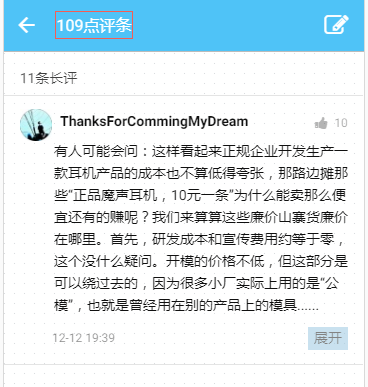 109点评条
11条长评
ThanksForCommingMyDream
10
有人可能会问：这样看起来正规企业开发生产一
款耳机产品的成本也不算低得夸张，那路边摊那
些“正品魔声耳机，10元一条”为什么能卖那么便
宜还有的赚呢？我们来算算这些廉价山寨货廉价
在哪里。首先，研发成本和宣传费用约等于零，
这个没什么疑问。开模的价格不低，但这部分是
可以绕过去的，因为很多小厂实际上用的是“公
模”，也就是曾经用在别的产品上的模具......
12-12 19:39
展开